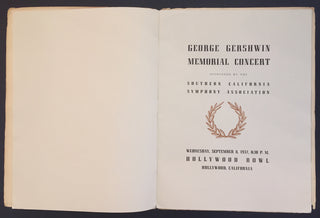 GEORGE GERSHWIN
MEMORIAL CONCERT
SPONSORED BY THE
SOUTHERN CALIFORNIA
SYMPHONY ASSOCIATION
WEDNESDAY, SEPTEMBER 8, 1937, 8:30 P. M.
HOLLYWOOD BOWL
HOLLYWOOD, CALIFORNIA